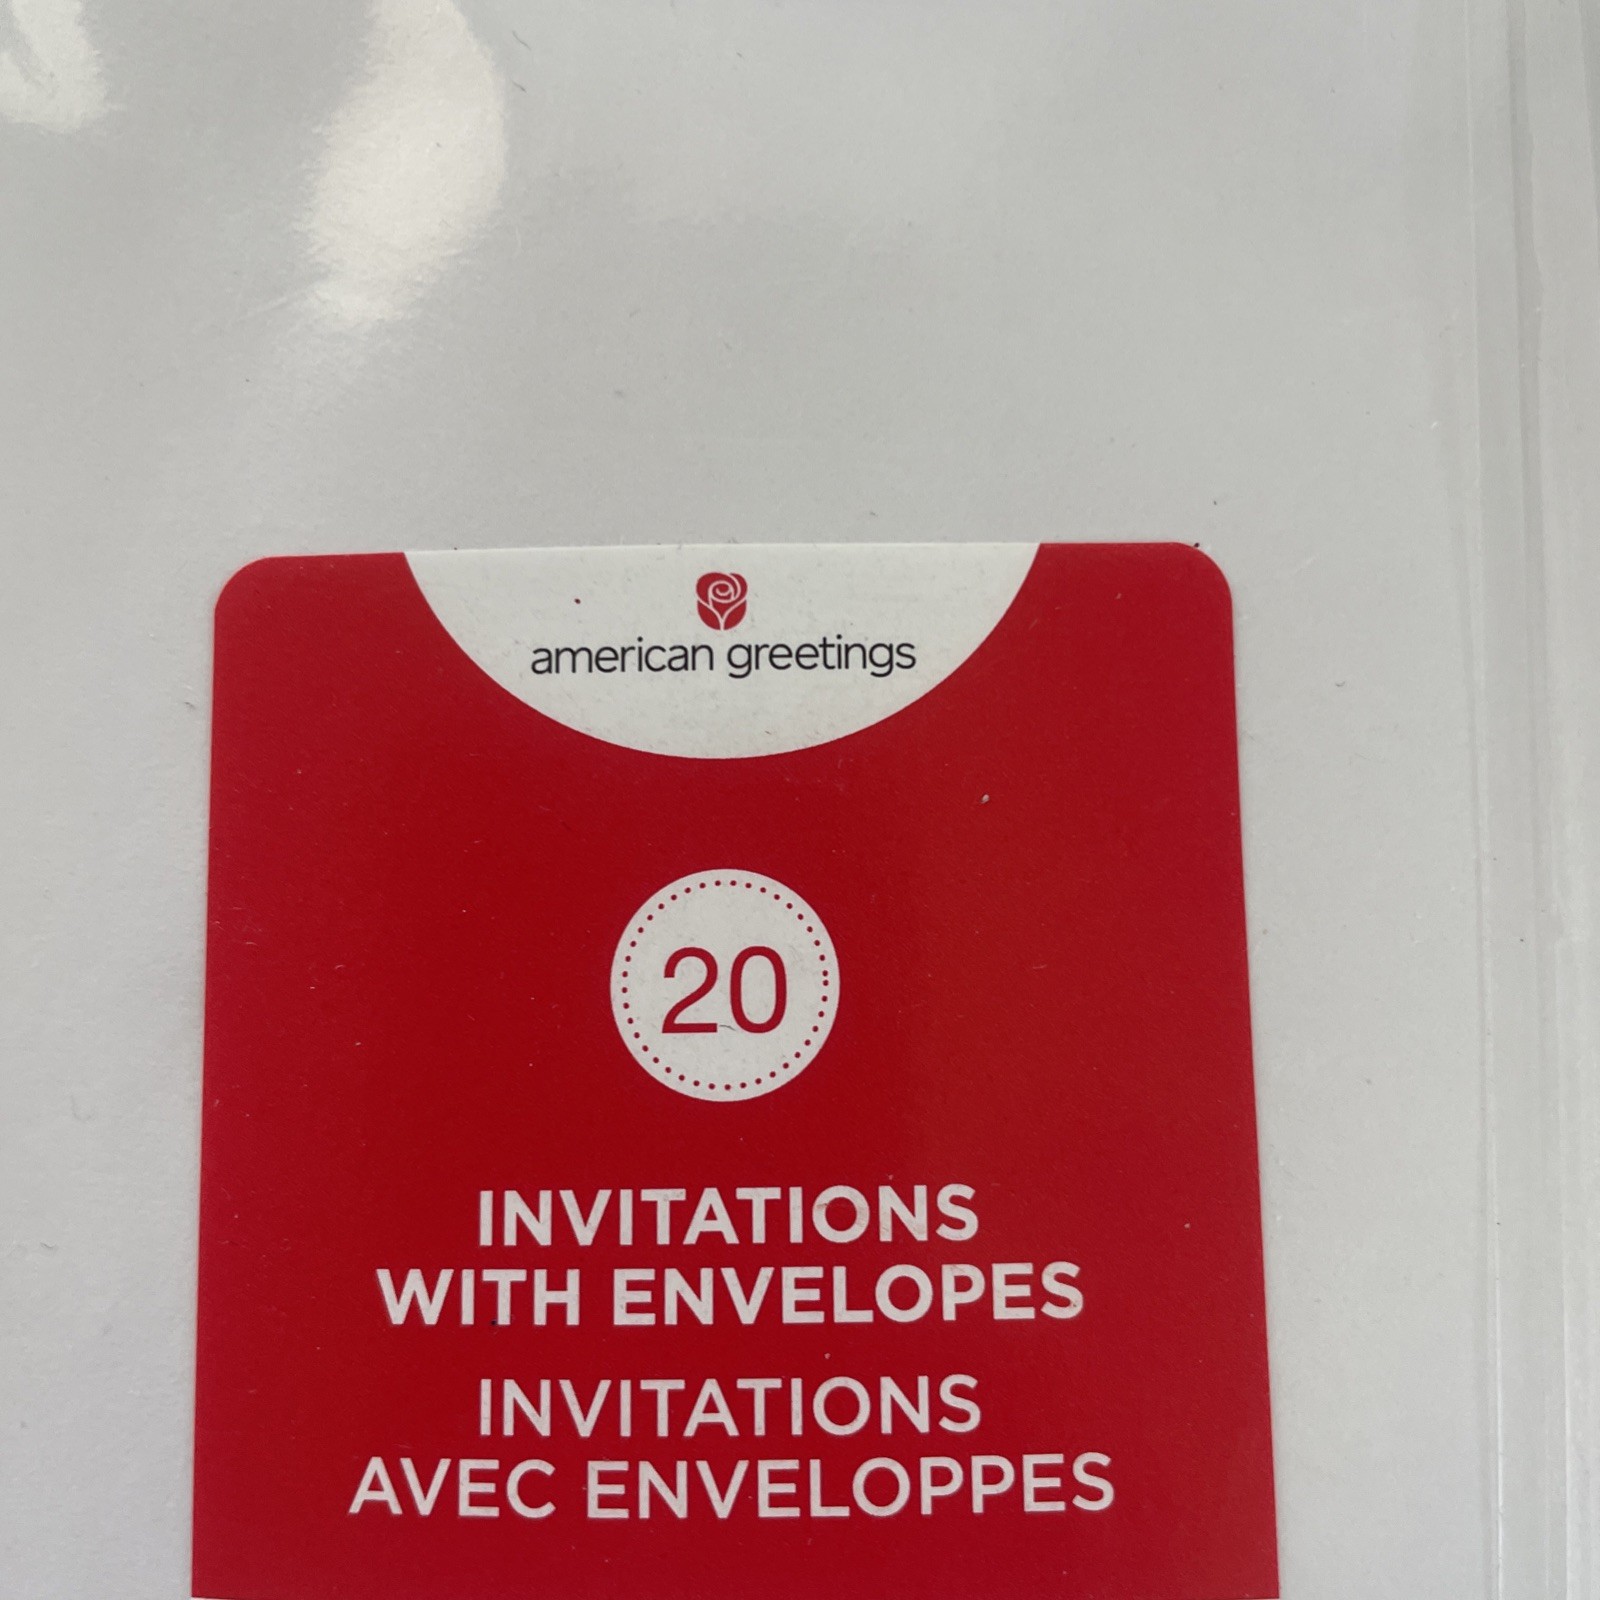 american greetings
20
INVITATIONS
WITH ENVELOPES
INVITATIONS
AVEC ENVELOPPES